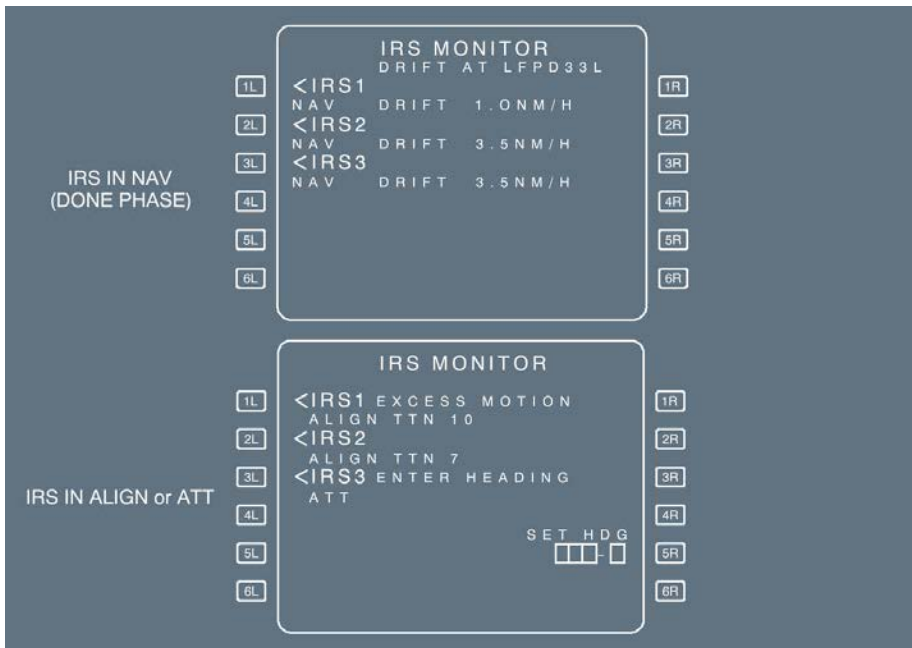 IRS MONITOR
DRIFT AT LFPD33L
1L <IRS1 1R
NAV DRIFT 1.0NM/H
2L <IRS2 2R
NAV DRIFT 3.5NM/H
3L <IRS3 3R
NAV DRIFT 3.5NM/H
IRS IN NAV
(DONE PHASE)
4L 4R
5L 5R
6L 6R
IRS MONITOR
1L <IRS1 EXCESS MOTION 1R
ALIGN TTN 10
2L <IRS2 2R
ALIGN TTN 7
3L <IRS3 ENTER HEADING 3R
ATT
IRS IN ALIGN or ATT
4L 4R
SET HDG
5L - 5R
6L 6R